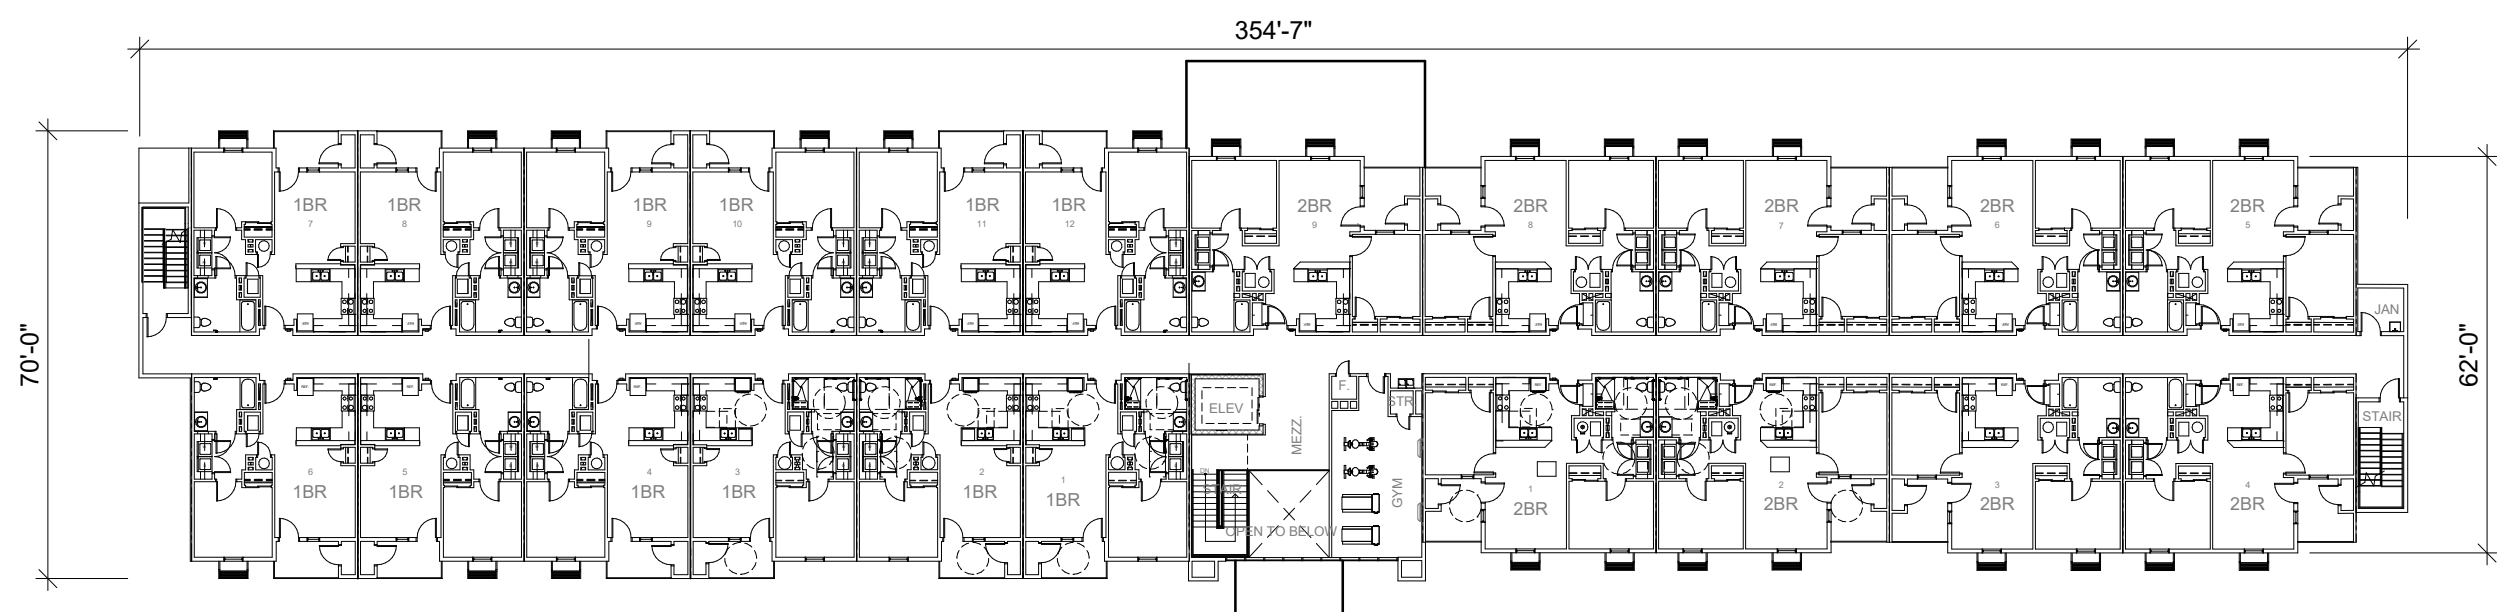 354'-7"
70'-0"
62'-0"
1BR
7
1BR
8
1BR
9
1BR
10
1BR
11
1BR
12
2BR
9
2BR
8
2BR
7
2BR
6
2BR
5
JAN
6
1BR
5
1BR
4
1BR
3
1BR
2
1BR
1
1BR
ELEV
MEZZ.
F.
STR
DN
STAIR
OPEN TO BELOW
GYM
1
2BR
2
2BR
3
2BR
4
2BR
STAIR